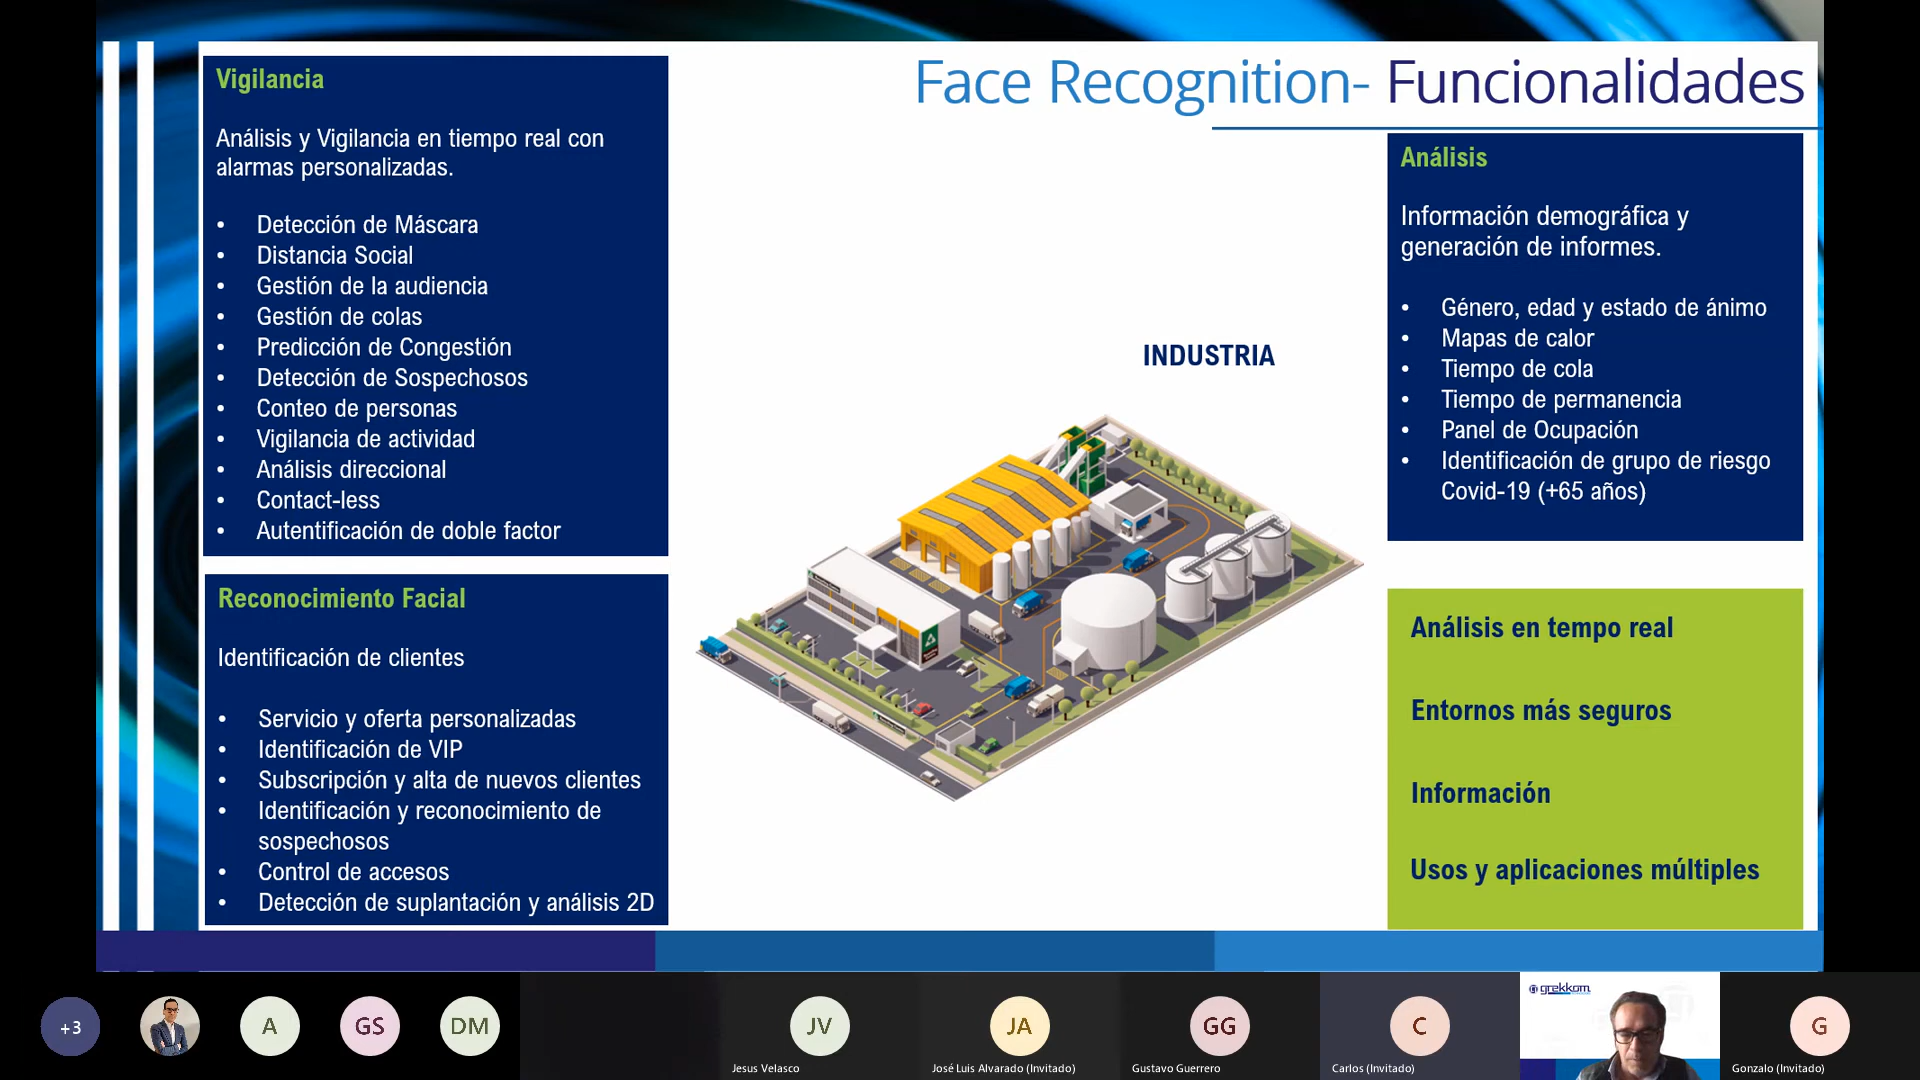 Face Recognition- Funcionalidades
Vigilancia
Análisis y Vigilancia en tiempo real con
alarmas personalizadas.
• Detección de Máscara
• Distancia Social
• Gestión de la audiencia
• Gestión de colas
• Predicción de Congestión
• Detección de Sospechosos
• Conteo de personas
• Vigilancia de actividad
• Análisis direccional
• Contact-less
• Autentificación de doble factor
Reconocimiento Facial
Identificación de clientes
• Servicio y oferta personalizadas
• Identificación de VIP
• Subscripción y alta de nuevos clientes
• Identificación y reconocimiento de
sospechosos
• Control de accesos
• Detección de suplantación y análisis 2D
INDUSTRIA
Análisis
Información demográfica y
generación de informes.
• Género, edad y estado de ánimo
• Mapas de calor
• Tiempo de cola
• Tiempo de permanencia
• Panel de Ocupación
• Identificación de grupo de riesgo
Covid-19 (+65 años)
Análisis en tempo real
Entornos más seguros
Información
Usos y aplicaciones múltiples
+3
A
GS
DM
JV
Jesus Velasco
JA
José Luis Alvarado (Invitado)
GG
Gustavo Guerrero
C
Carlos (Invitado)
grekkom
G
Gonzalo (Invitado)